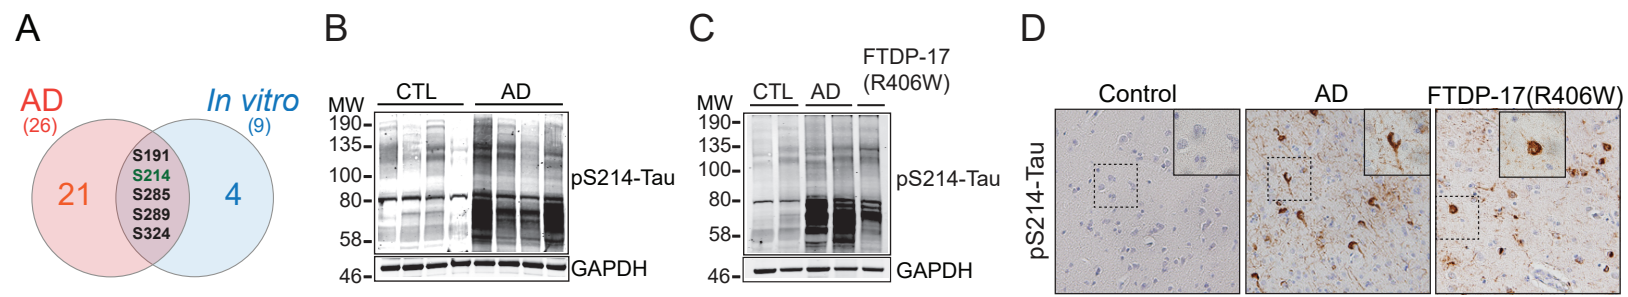 A
AD
(26)
In vitro
(9)
21
S191
S214
S285
S289
S324
4
B
CTL
AD
MW
190
135
100
80
58
46
pS214-Tau
GAPDH
C
FTDP-17
(R406W)
CTL
AD
MW
190
135
100
80
58
46
pS214-Tau
GAPDH
D
Control
AD
FTDP-17(R406W)
pS214-Tau